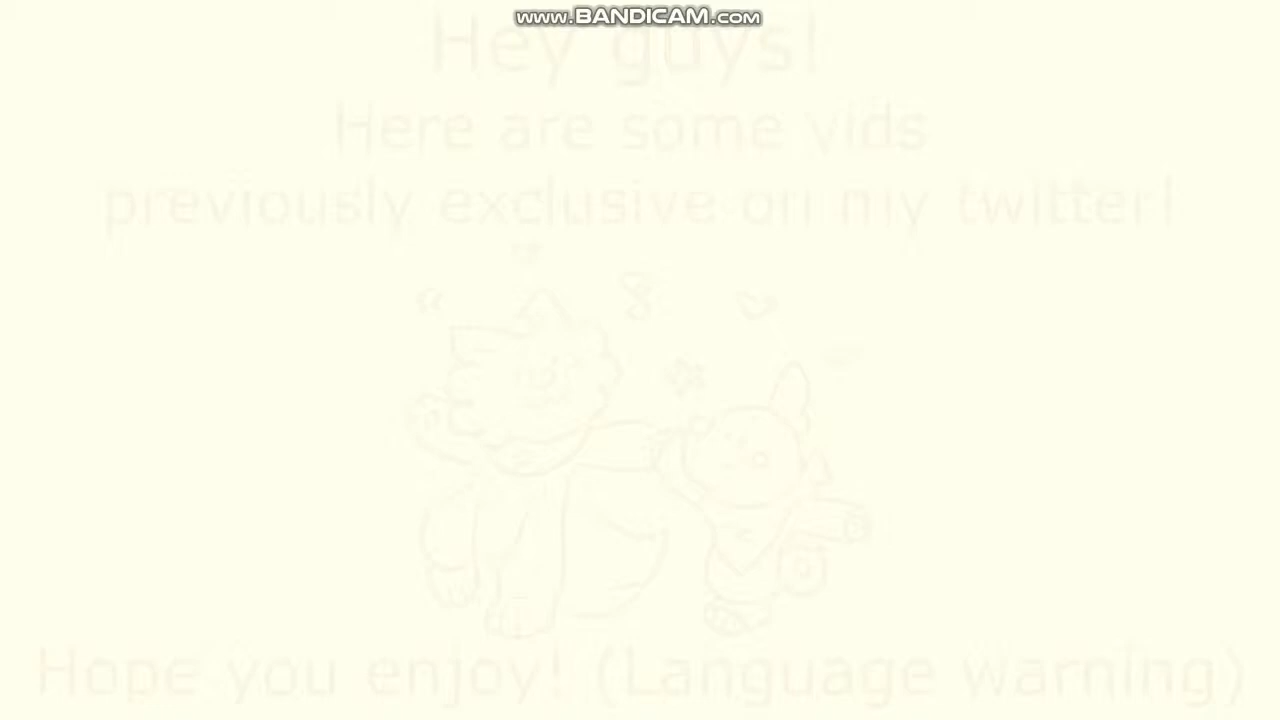 www.BANDICAM.com
Hey guys!
Here are some vids
previously exclusive on my twitter!
Hope you enjoy! (Language warning)